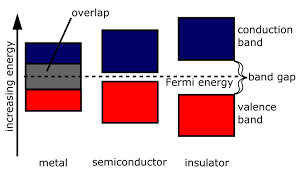 overlap
increasing energy
conduction
band
Fermi energy
band gap
valence
band
metal
semiconductor
insulator